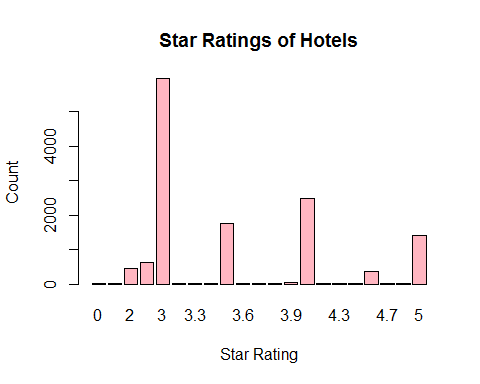 Star Ratings of Hotels
Count
4000
2000
0
0 2 3 3.3 3.6 3.9 4.3 4.7 5
Star Rating